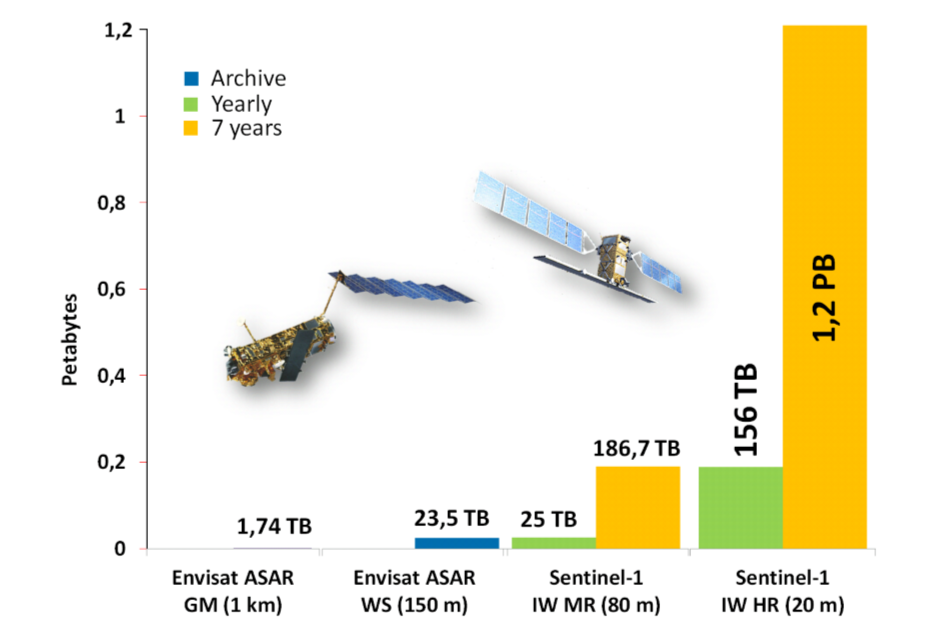 1,2
1
0,8
0,6
0,4
0,2
0
Petabytes
Archive
Yearly
7 years
1,74 TB
23,5 TB
25 TB
186,7 TB
156 TB
1,2 PB
Envisat ASAR
GM (1 km)
Envisat ASAR
WS (150 m)
Sentinel-1
IW MR (80 m)
Sentinel-1
IW HR (20 m)